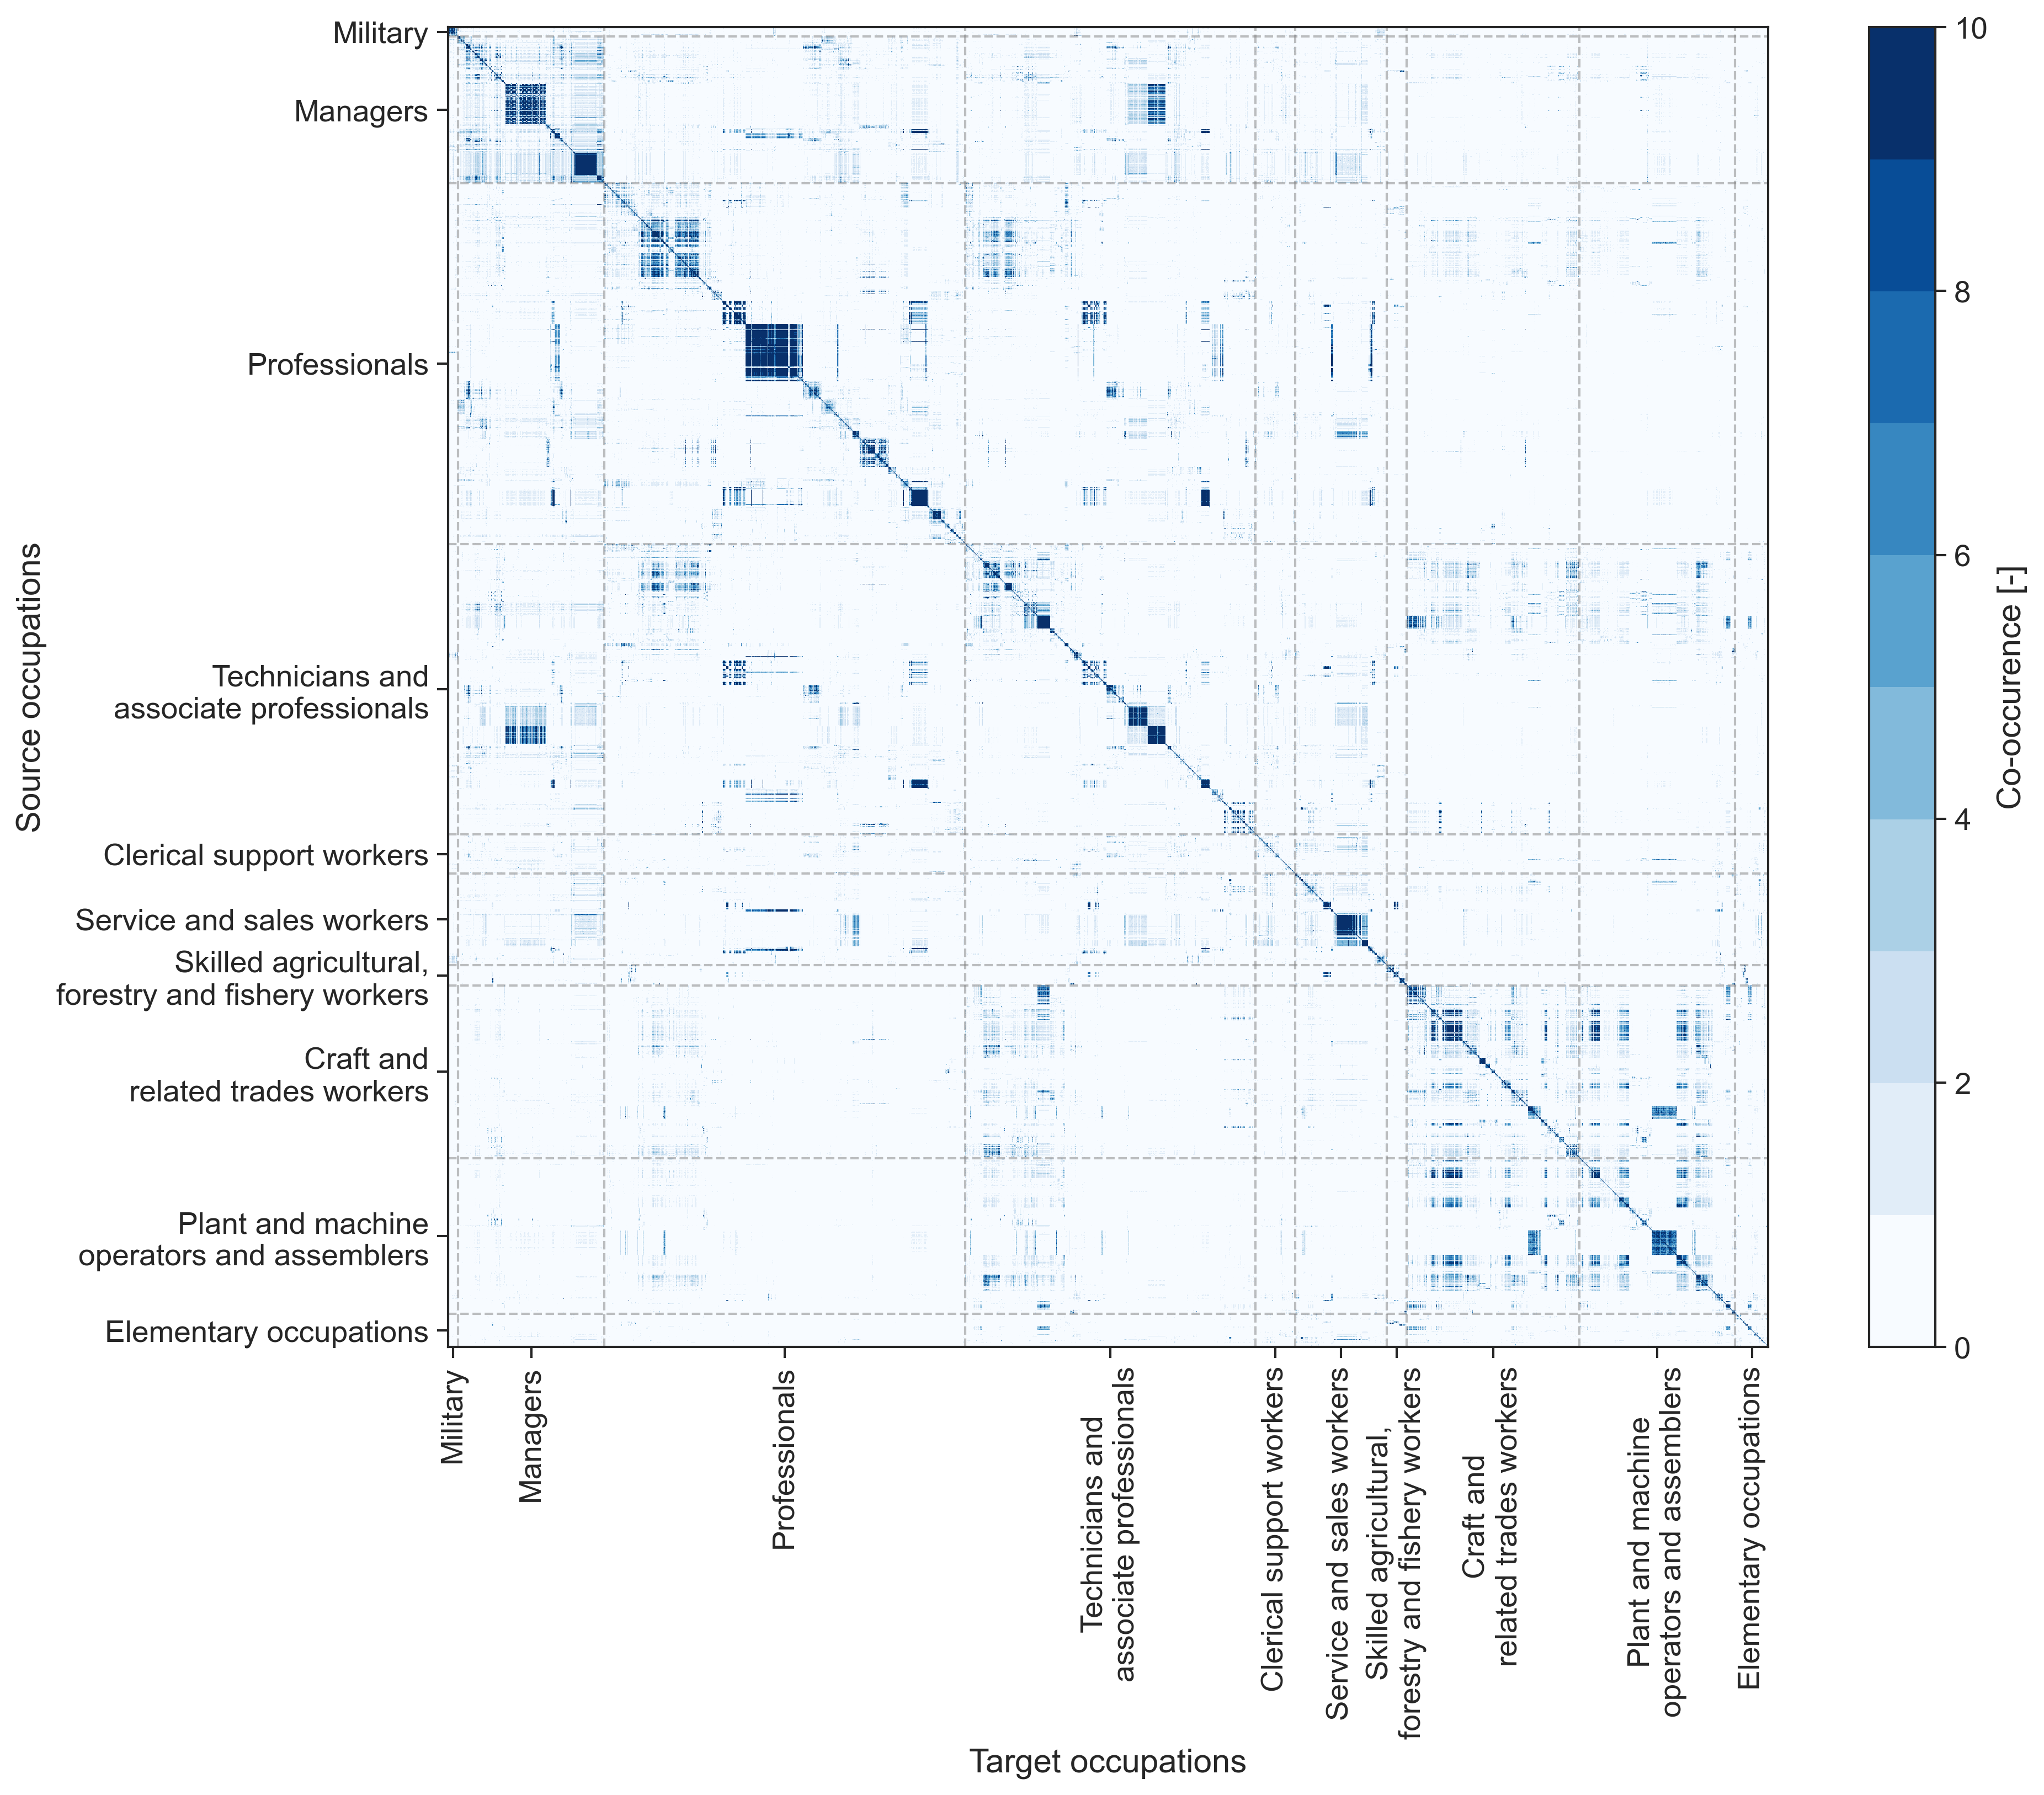 Military
Managers
Professionals
Technicians and
associate professionals
Clerical support workers
Service and sales workers
Skilled agricultural,
forestry and fishery workers
Craft and
related trades workers
Plant and machine
operators and assemblers
Elementary occupations
Source occupations
Military
Managers
Professionals
Technicians and
associate professionals
Clerical support workers
Service and sales workers
Skilled agricultural,
forestry and fishery workers
Craft and
related trades workers
Plant and machine
operators and assemblers
Elementary occupations
Target occupations
10
8
6
4
2
0
Co-occurence [-]